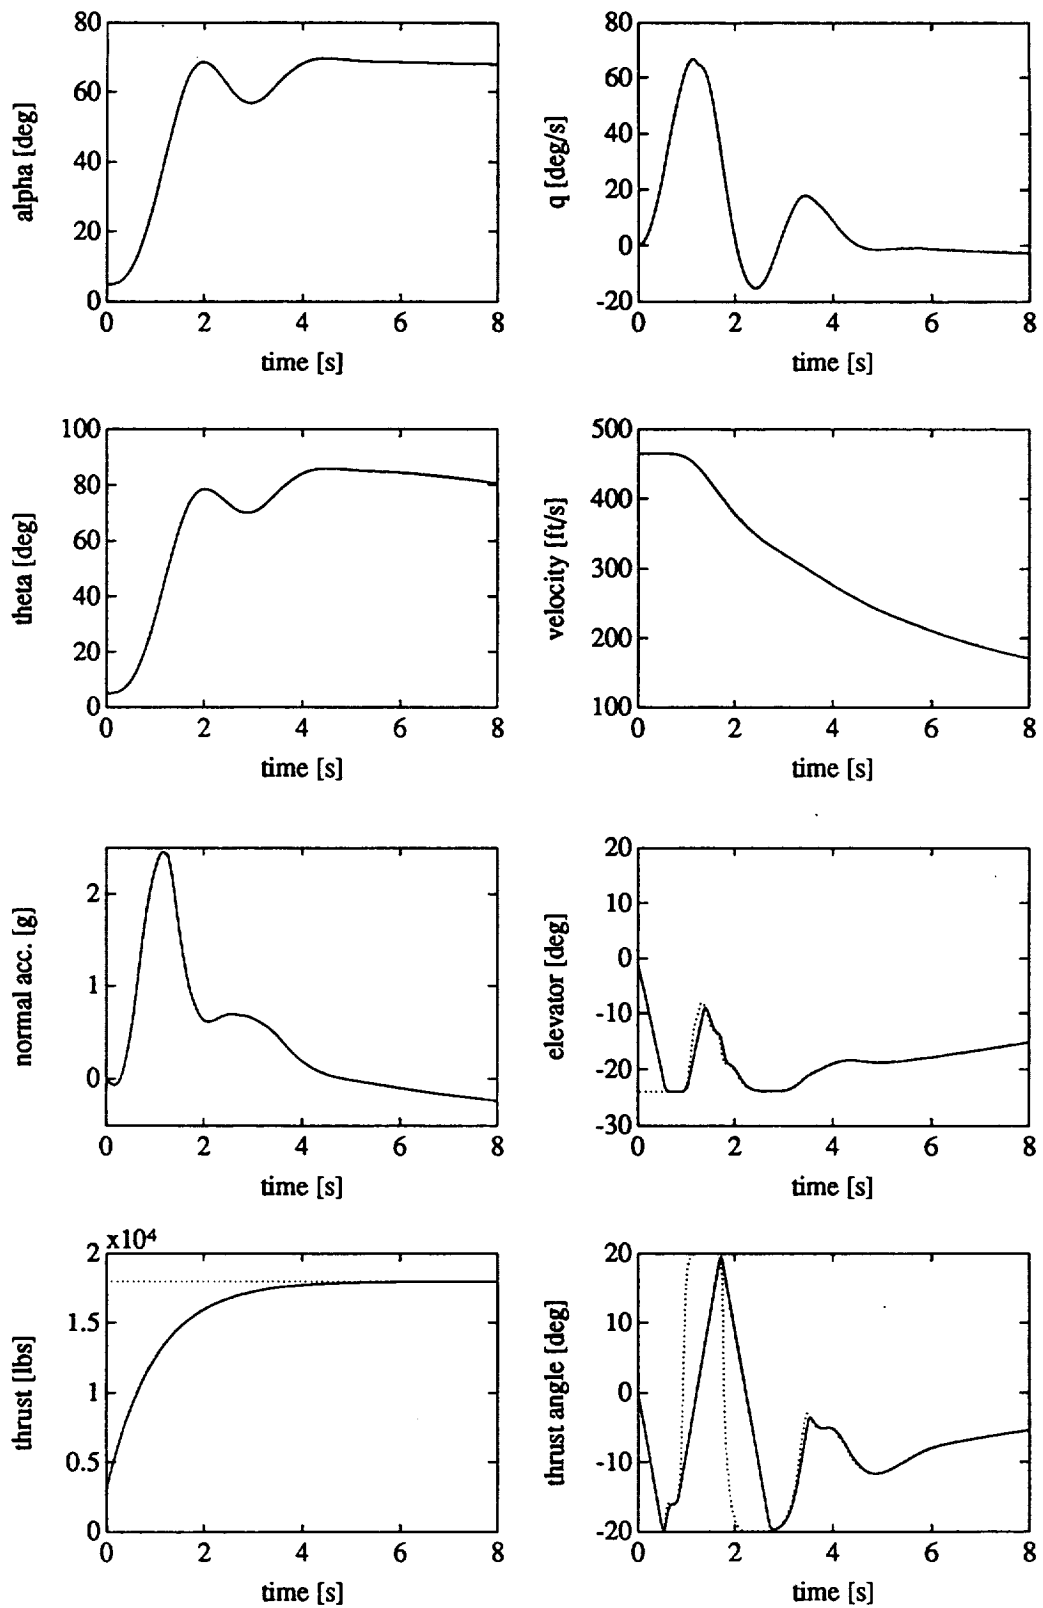 80
60
40
20
0
alpha [deg]
0 2 4 6 8
time [s]
80
60
40
20
0
-20
q [deg/s]
0 2 4 6 8
time [s]
100
80
60
40
20
0
theta [deg]
0 2 4 6 8
time [s]
500
400
300
200
100
velocity [ft/s]
0 2 4 6 8
time [s]
2
1
0
normal acc. [g]
0 2 4 6 8
time [s]
20
10
0
-10
-20
-30
elevator [deg]
0 2 4 6 8
time [s]
x10⁴
2
1.5
1
0.5
0
thrust [lbs]
0 2 4 6 8
time [s]
20
10
0
-10
-20
thrust angle [deg]
0 2 4 6 8
time [s]